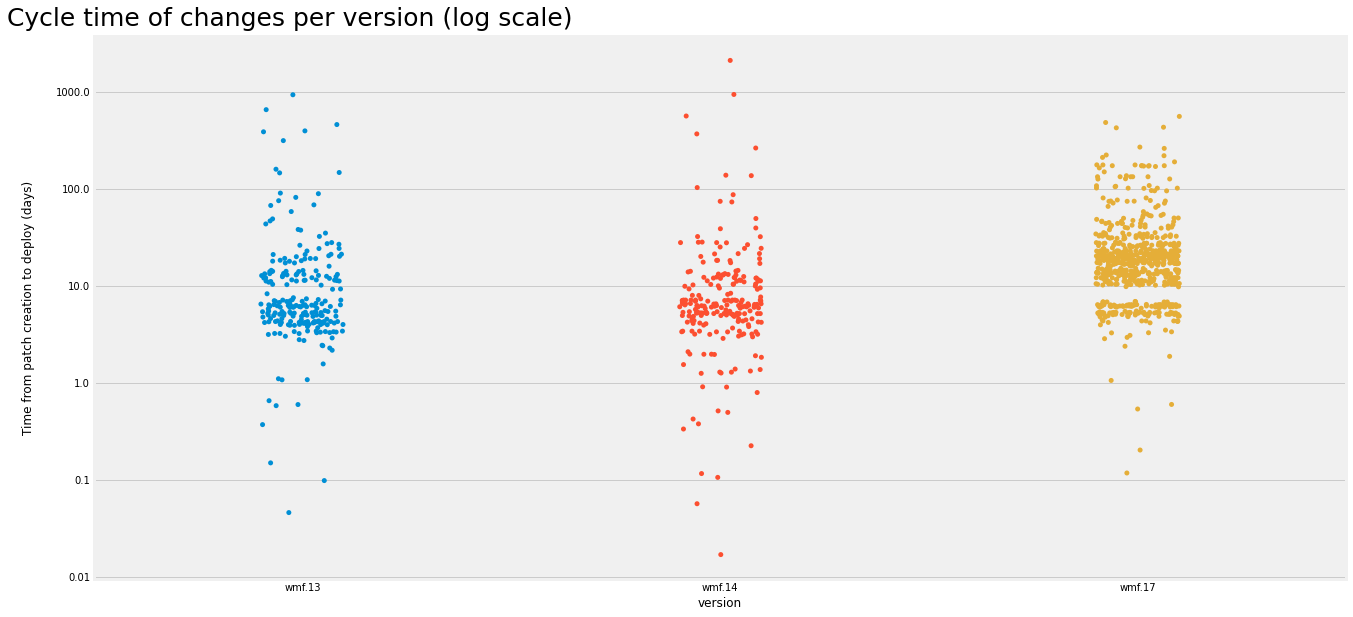 Cycle time of changes per version (log scale)
Time from patch creation to deploy (days)
1000.0
100.0
10.0
1.0
0.1
0.01
wmf.13
wmf.14
wmf.17
version